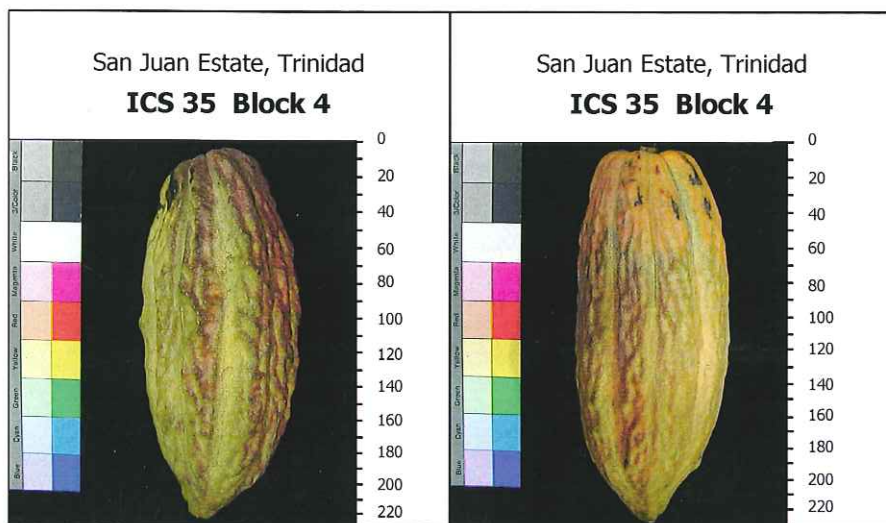 San Juan Estate, Trinidad
ICS 35 Block 4
Black
3/Color
White
Magenta
Red
Yellow
Green
Cyan
Blue
0
20
40
60
80
100
120
140
160
180
200
220
San Juan Estate, Trinidad
ICS 35 Block 4
Black
3/Color
White
Magenta
Red
Yellow
Green
Cyan
Blue
0
20
40
60
80
100
120
140
160
180
200
220